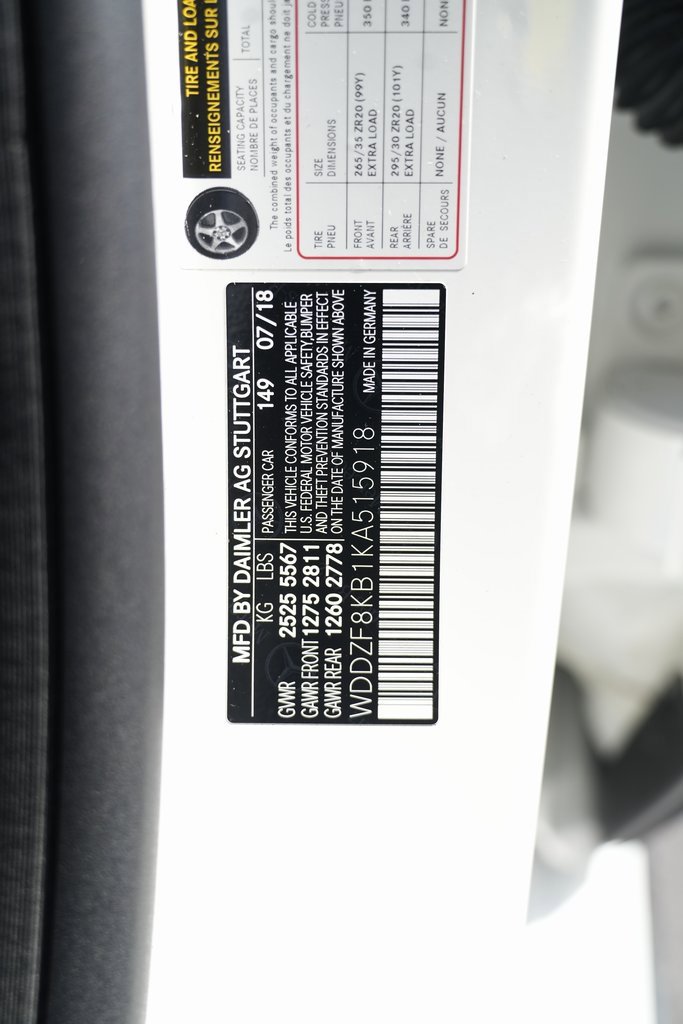 TIRE AND LOA
RENSEIGNEMENTS SUR L
SEATING CAPACITY
NOMBRE DE PLACES
TOTAL
The combined weight of occupants and cargo shou
Le poids total des occupants et du chargement ne doit
TIRE
PNEU
SIZE
DIMENSIONS
COLD
PRESS
PNEU
FRONT
AVANT
265/35 ZR20 (99Y)
EXTRA LOAD
350
REAR
ARRIÈRE
295/30 ZR20 (101Y)
EXTRA LOAD
340
SPARE
DE SECOURS
NONE / AUCUN
NON
MFD BY DAIMLER AG STUTTGART
KG LBS PASSENGER CAR 149 07/18
GVWR 2525 5567
GAWR FRONT 1275 2811
GAWR REAR 1260 2778
THIS VEHICLE CONFORMS TO ALL APPLICABLE
U.S. FEDERAL MOTOR VEHICLE SAFETY,BUMPER
AND THEFT PREVENTION STANDARDS IN EFFECT
ON THE DATE OF MANUFACTURE SHOWN ABOVE
WDDZF8KB1KA515918 MADE IN GERMANY